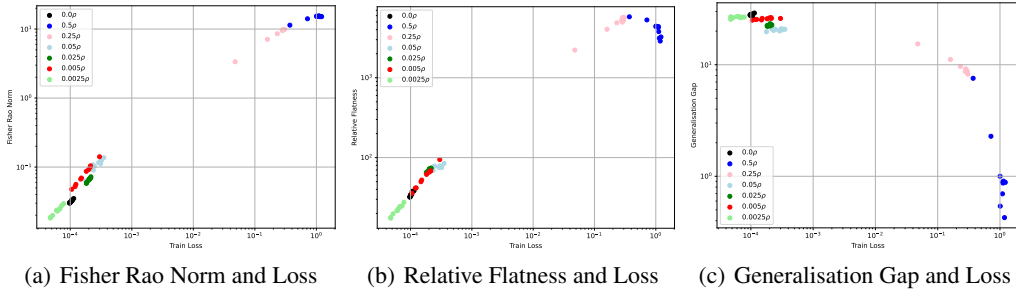 0.0ρ
0.5ρ
0.25ρ
0.05ρ
0.025ρ
0.005ρ
0.0025ρ
Fisher Rao Norm
10¹
10⁰
10⁻¹
10⁻⁴
10⁻³
10⁻²
10⁻¹
10⁰
Train Loss
(a) Fisher Rao Norm and Loss
0.0ρ
0.5ρ
0.25ρ
0.05ρ
0.025ρ
0.005ρ
0.0025ρ
Relative Flatness
10³
10²
10⁻⁴
10⁻³
10⁻²
10⁻¹
10⁰
Train Loss
(b) Relative Flatness and Loss
Generalisation Gap
10¹
10⁰
0.0ρ
0.5ρ
0.25ρ
0.05ρ
0.025ρ
0.005ρ
0.0025ρ
10⁻⁴
10⁻³
10⁻²
10⁻¹
10⁰
Train Loss
(c) Generalisation Gap and Loss